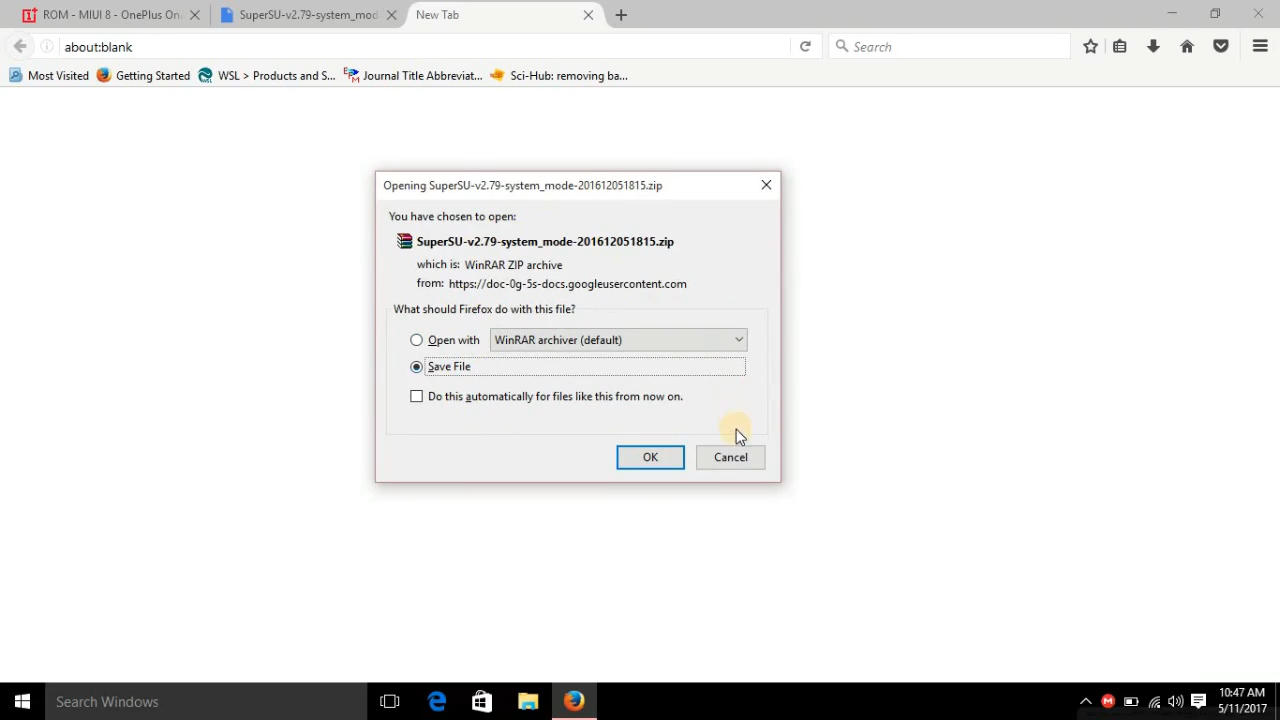 ROM - MIUI 8 - OnePlus On
SuperSU-v2.79-system_mod
New Tab
about:blank
Search
Most Visited
Getting Started
WSL > Products and S...
Journal Title Abbreviat...
Sci-Hub: removing ba...
Opening SuperSU-v2.79-system_mode-201612051815.zip
You have chosen to open:
SuperSU-v2.79-system_mode-201612051815.zip
which is: WinRAR ZIP archive
from: https://doc-0g-5s-docs.googleusercontent.com
What should Firefox do with this file?
Open with
WinRAR archiver (default)
Save File
Do this automatically for files like this from now on.
OK
Cancel
Search Windows
10:47 AM
5/11/2017